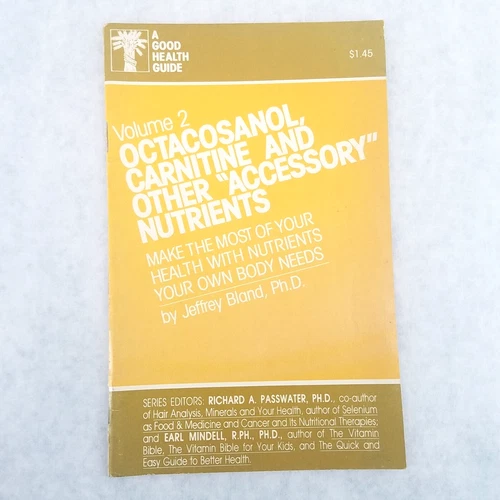 A
GOOD
HEALTH
GUIDE
$1.45
Volume 2
OCTACOSANOL,
CARNITINE AND
OTHER "ACCESSORY"
NUTRIENTS
MAKE THE MOST OF YOUR
HEALTH WITH NUTRIENTS
YOUR OWN BODY NEEDS
by Jeffrey Bland, Ph.D.
SERIES EDITORS. RICHARD A. PASSWATER, PH.D., co-author
of Hair Analysis, Minerals and Your Health, author of Selenium
as Food & Medicine and Cancer and Its Nutritional Therapies;
and EARL MINDELL, R.PH., PH.D., author of The Vitamin
Bible, The Vitamin Bible for Your Kids, and The Quick and
Easy Guide to Better Health.